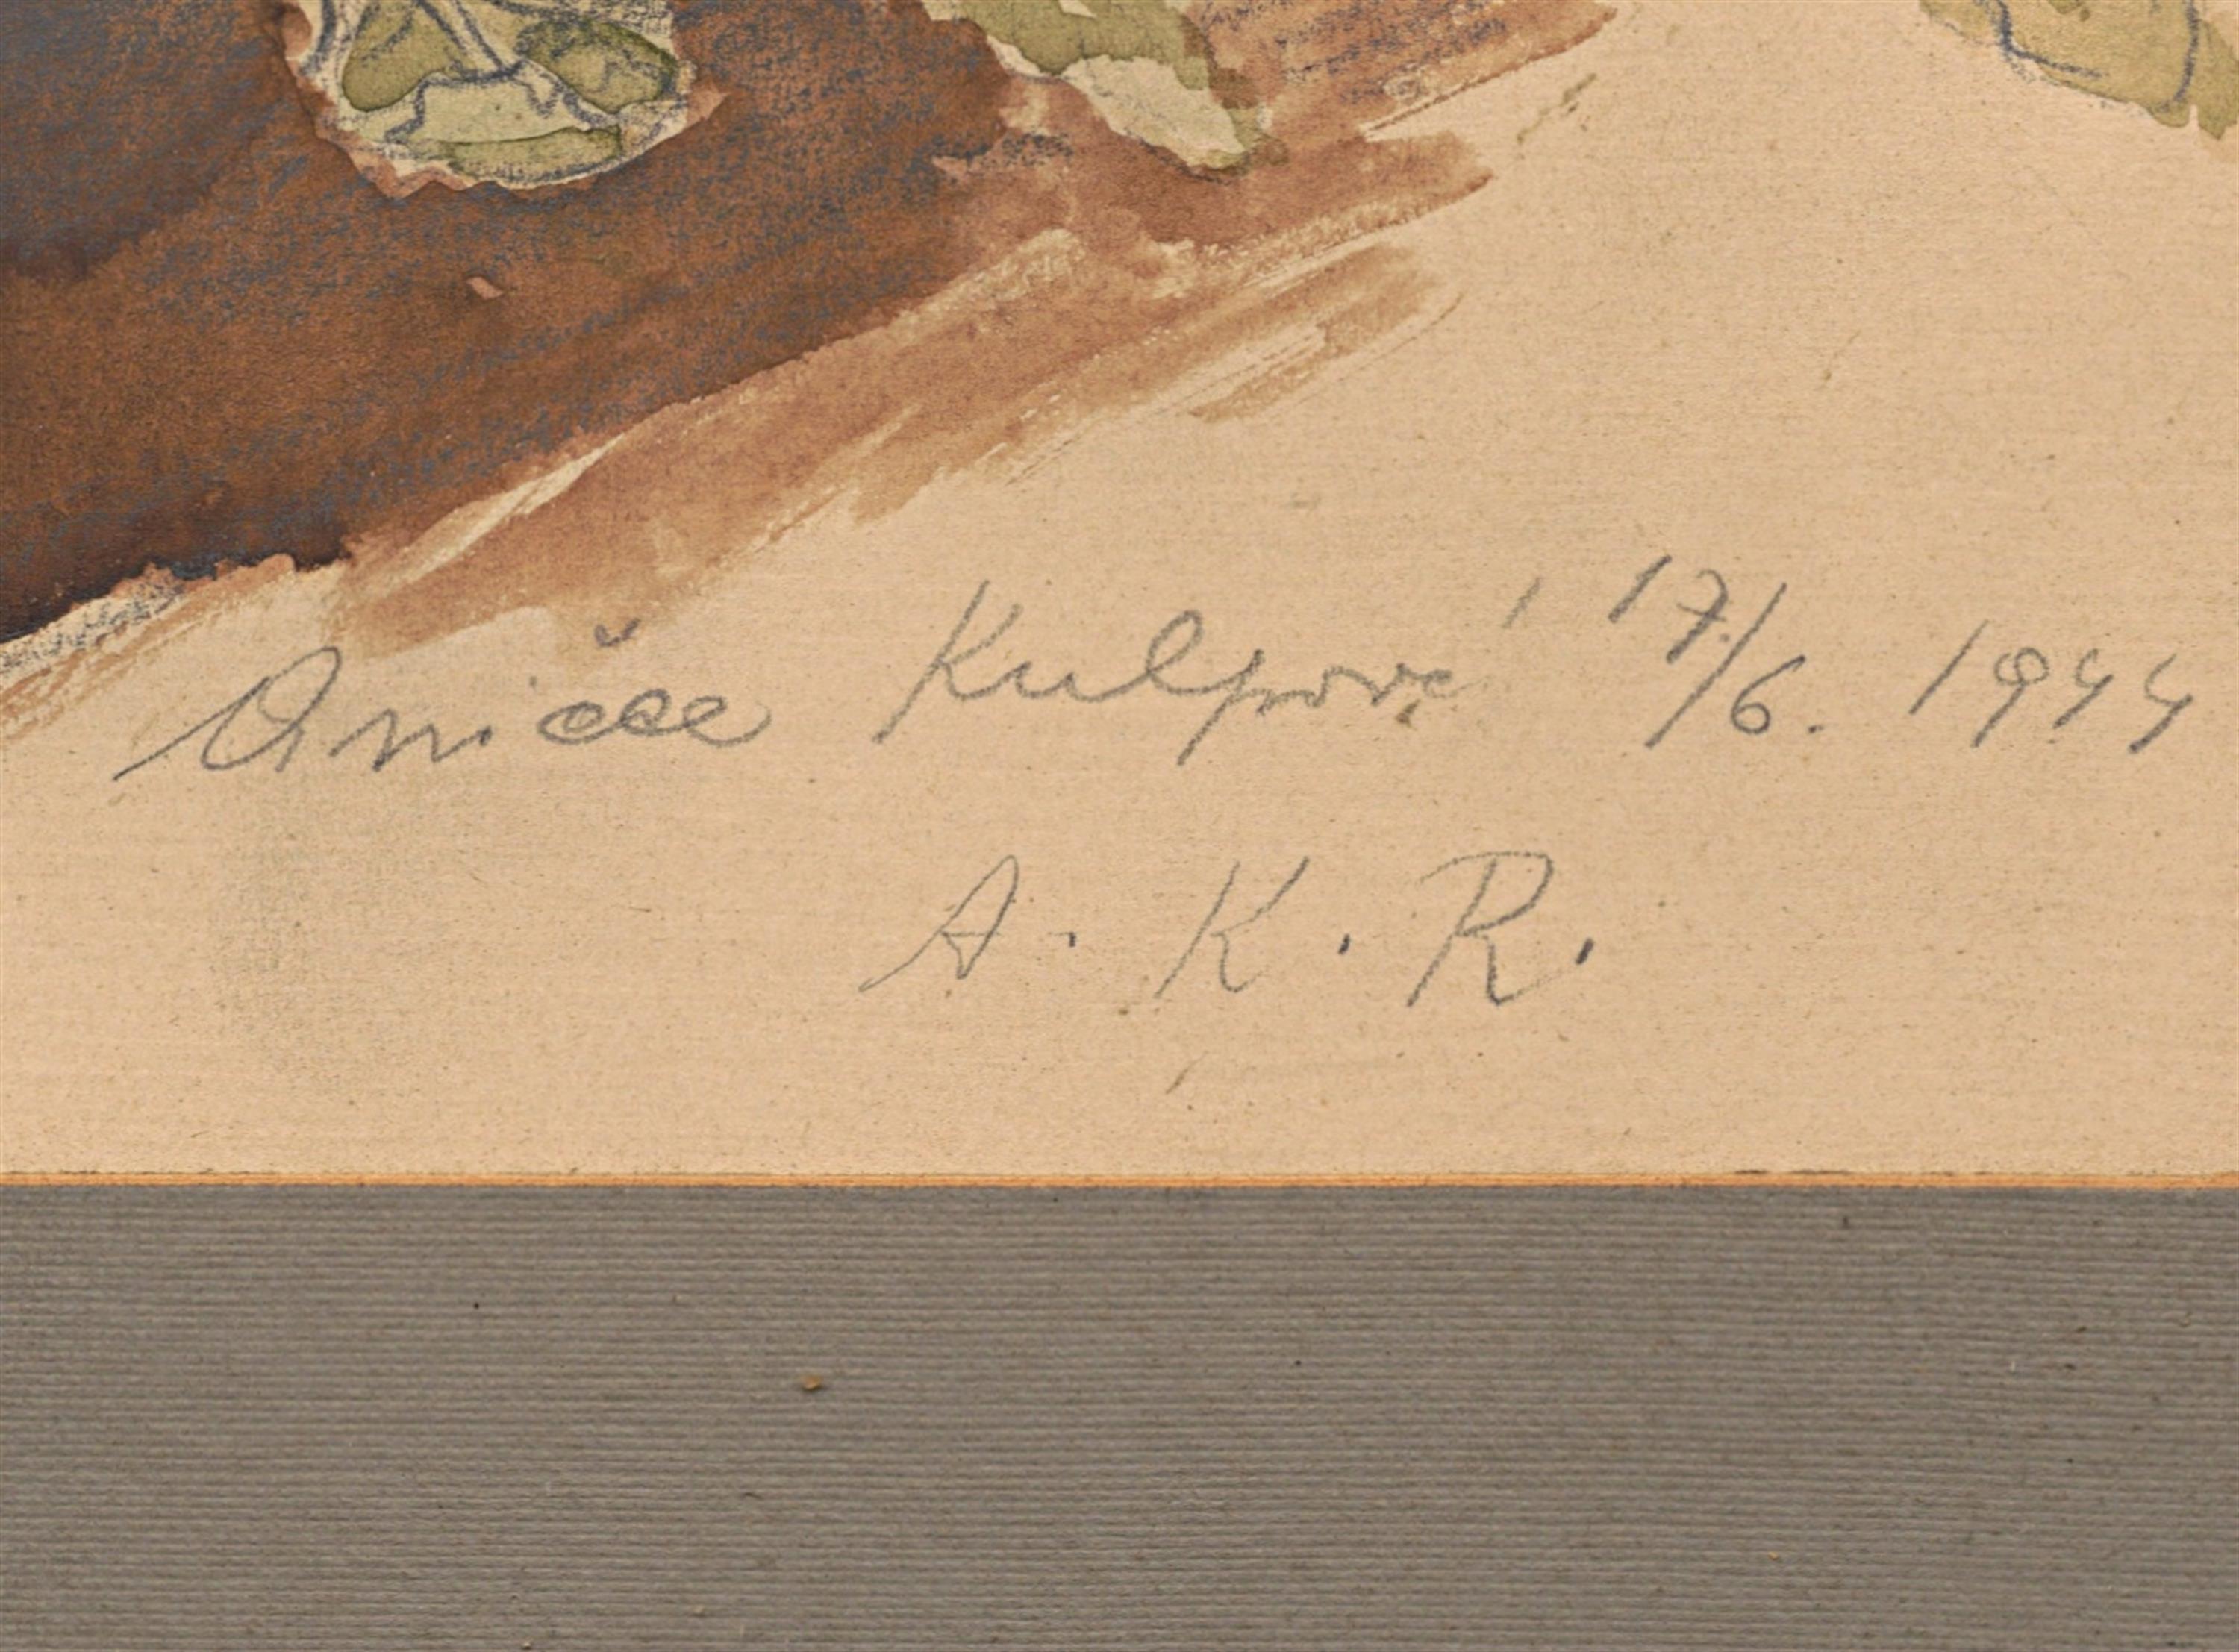 Aničce Kulpové 17/6. 1944
A. K. R.